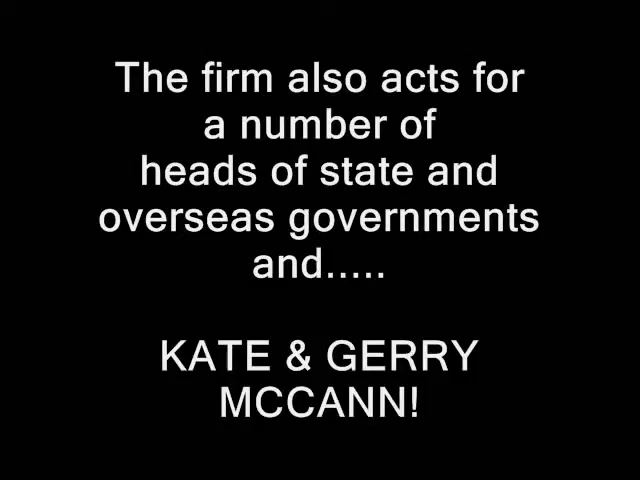 The firm also acts for
a number of
heads of state and
overseas governments
and.....
KATE & GERRY
MCCANN!